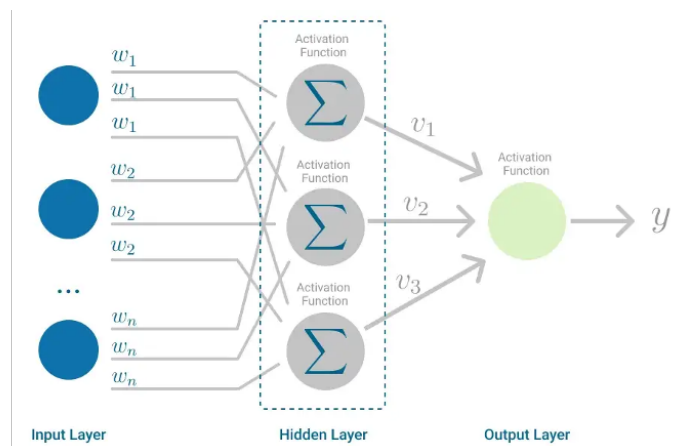 Activation
Function
w₁
w₁
w₁
Σ
v₁
Activation
Function
w₂
w₂
w₂
Activation
Function
Σ
v₂
y
...
Activation
Function
v₃
wₙ
wₙ
wₙ
Σ
Input Layer
Hidden Layer
Output Layer